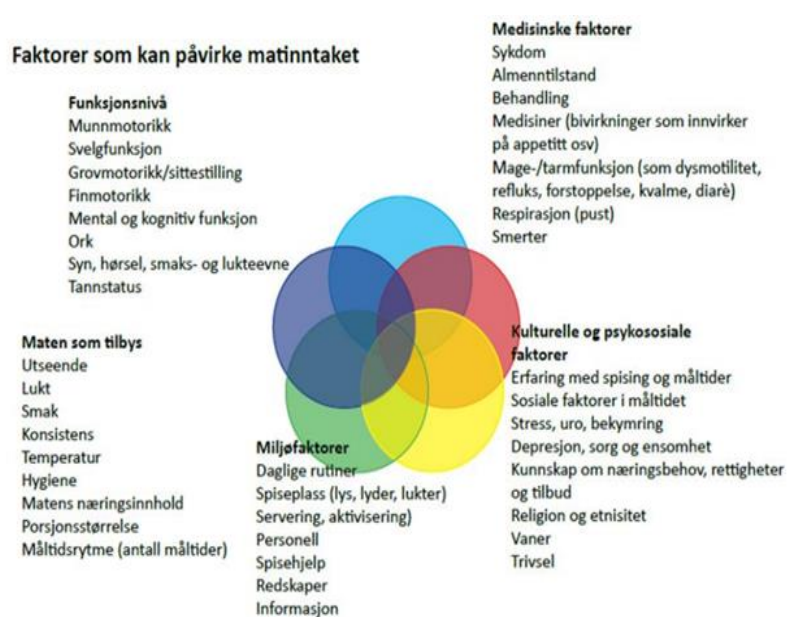 Faktorer som kan påvirke matinntaket
Funksjonsnivå
Munnmotorikk
Svelgfunksjon
Grovmotorikk/sittestilling
Finmotorikk
Mental og kognitiv funksjon
Ork
Syn, hørsel, smaks- og lukteevne
Tannstatus
Medisinske faktorer
Sykdom
Almenntilstand
Behandling
Medisiner (bivirkninger som innvirker
på appetitt osv)
Mage-/tarmfunksjon (som dysmotilitet,
refluks, forstoppelse, kvalme, diarè)
Respirasjon (pust)
Smerter
Maten som tilbys
Utseende
Lukt
Smak
Konsistens
Temperatur
Hygiene
Matens næringsinnhold
Porsjonsstørrelse
Måltidsrytme (antall måltider)
Miljøfaktorer
Daglige rutiner
Spiseplass (lys, lyder, lukter)
Servering, aktivisering)
Personell
Spisehjelp
Redskaper
Informasjon
Kulturelle og psykososiale
faktorer
Erfaring med spising og måltider
Sosiale faktorer i måltidet
Stress, uro, bekymring
Depresjon, sorg og ensomhet
Kunnskap om næringsbehov, rettigheter
og tilbud
Religion og etnisitet
Vaner
Trivsel